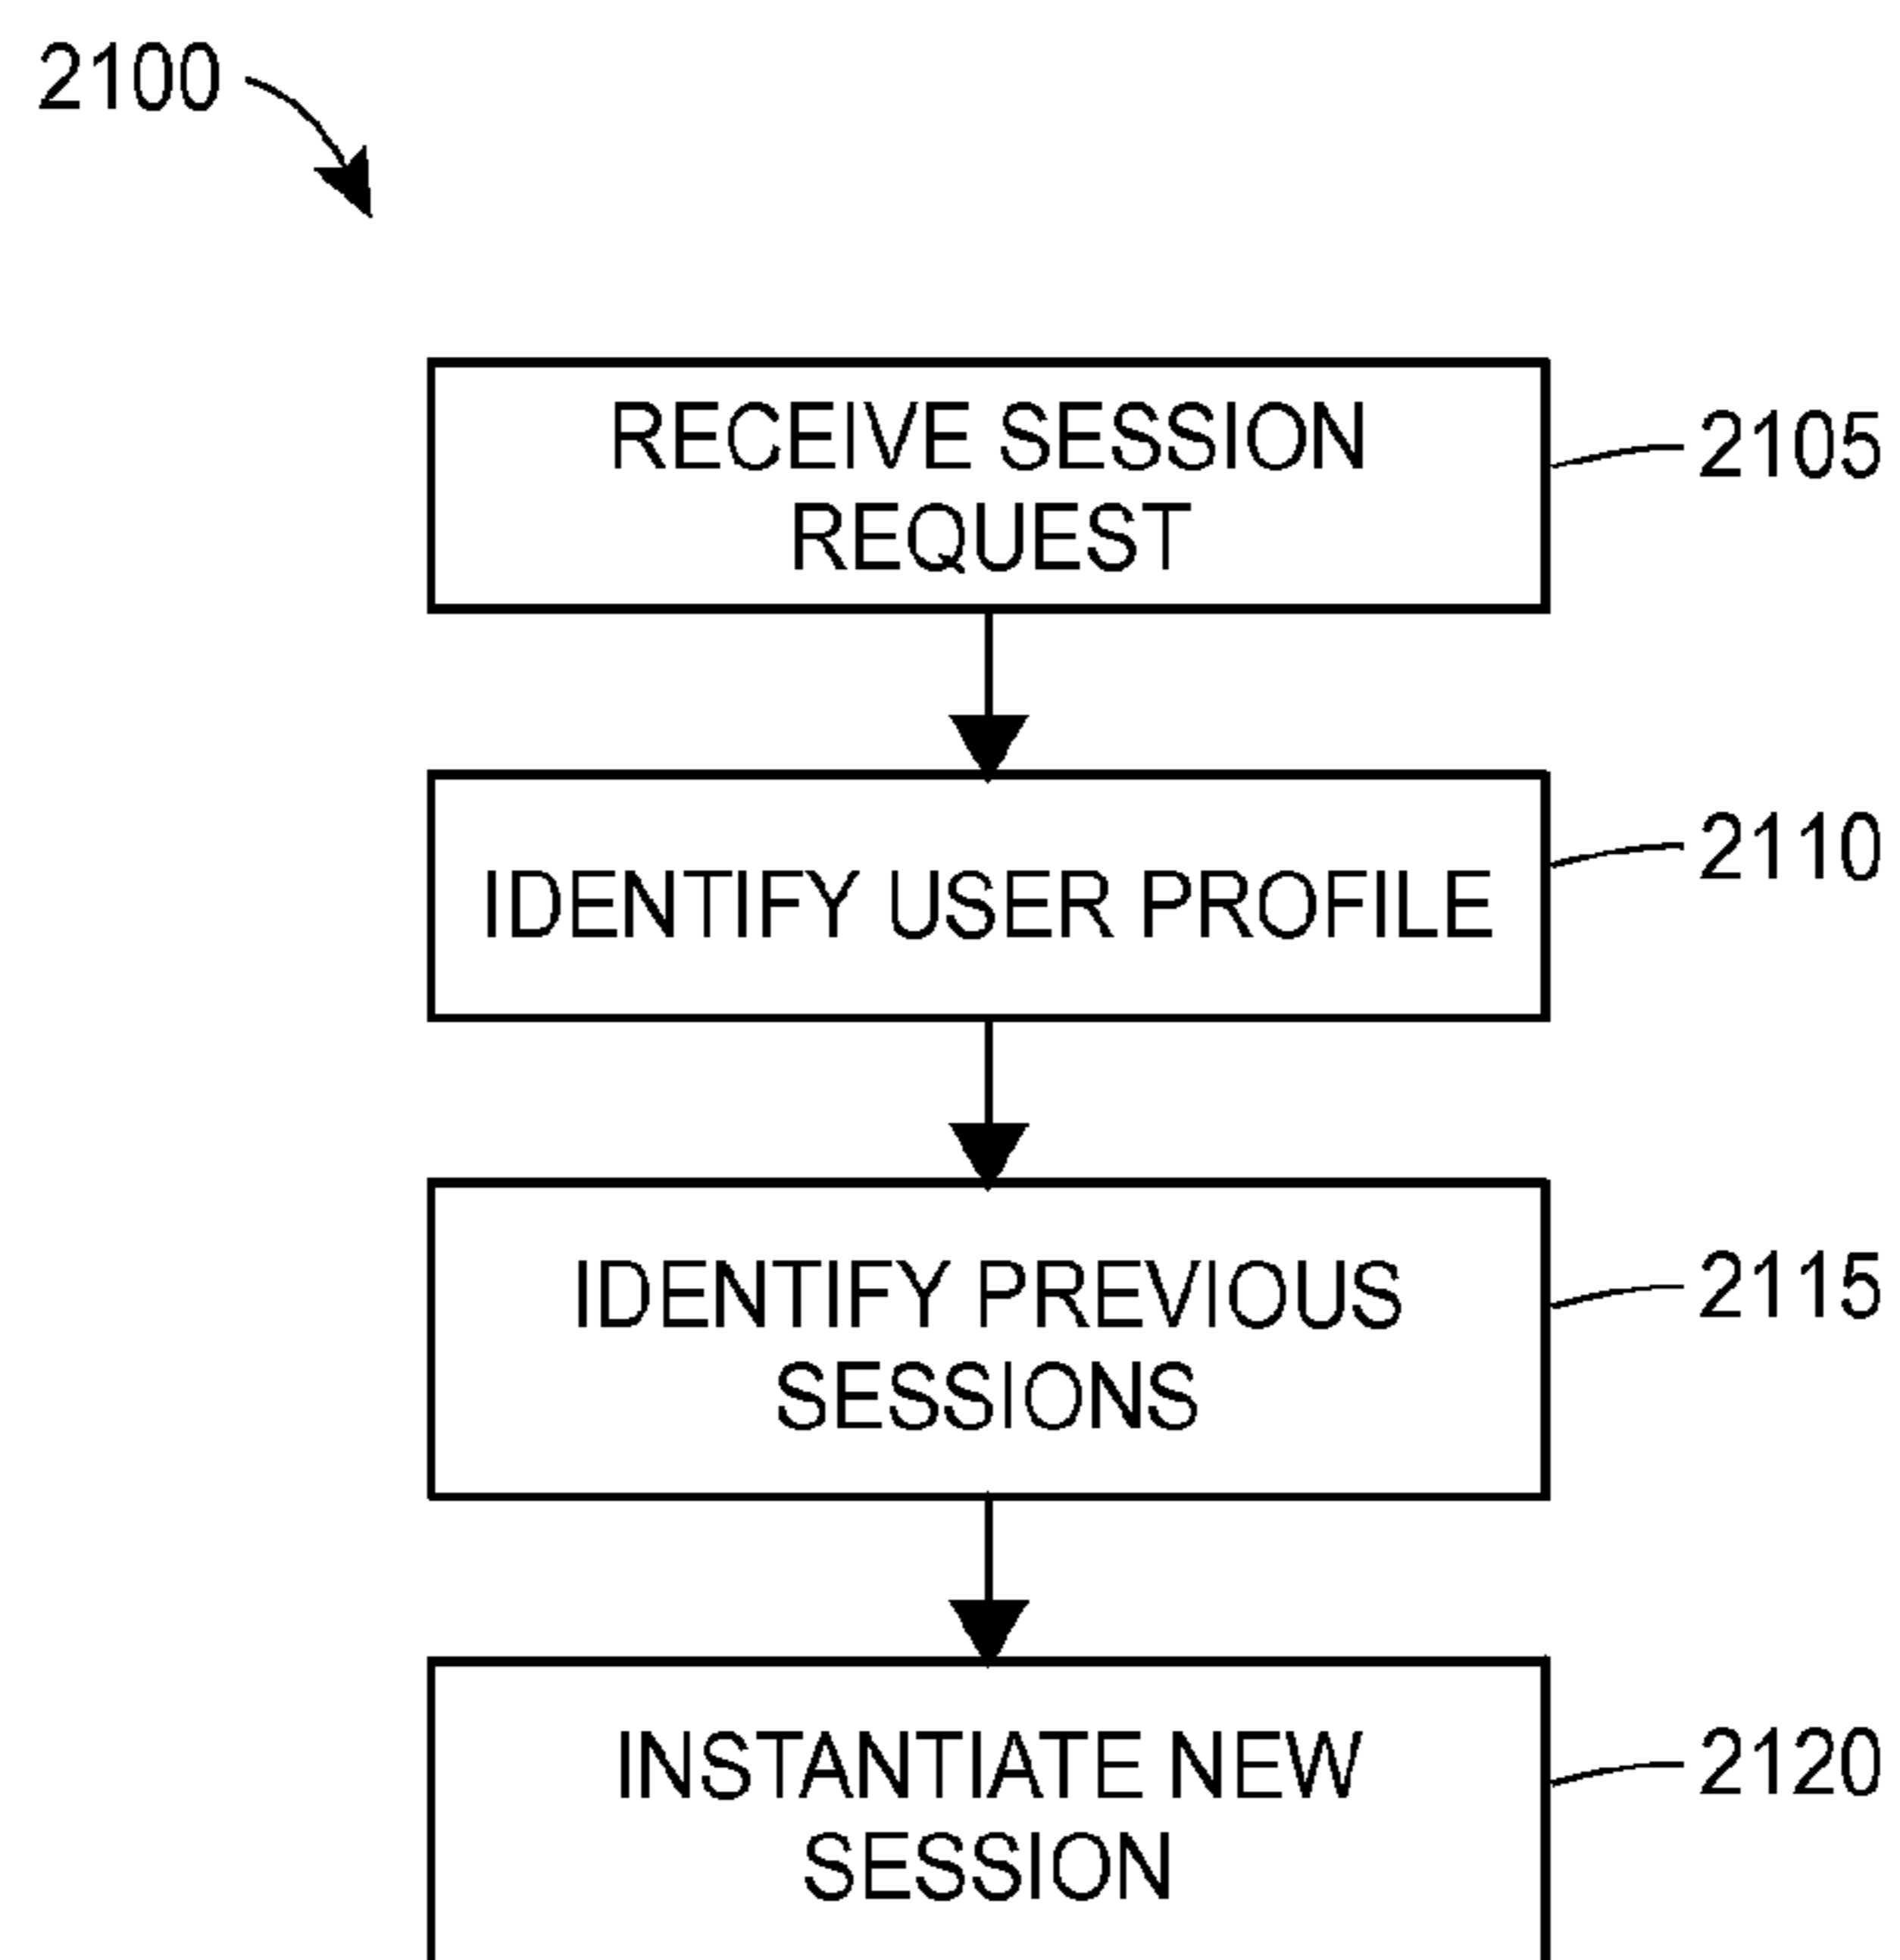 2100
RECEIVE SESSION
REQUEST
2105
IDENTIFY USER PROFILE
2110
IDENTIFY PREVIOUS
SESSIONS
2115
INSTANTIATE NEW
SESSION
2120